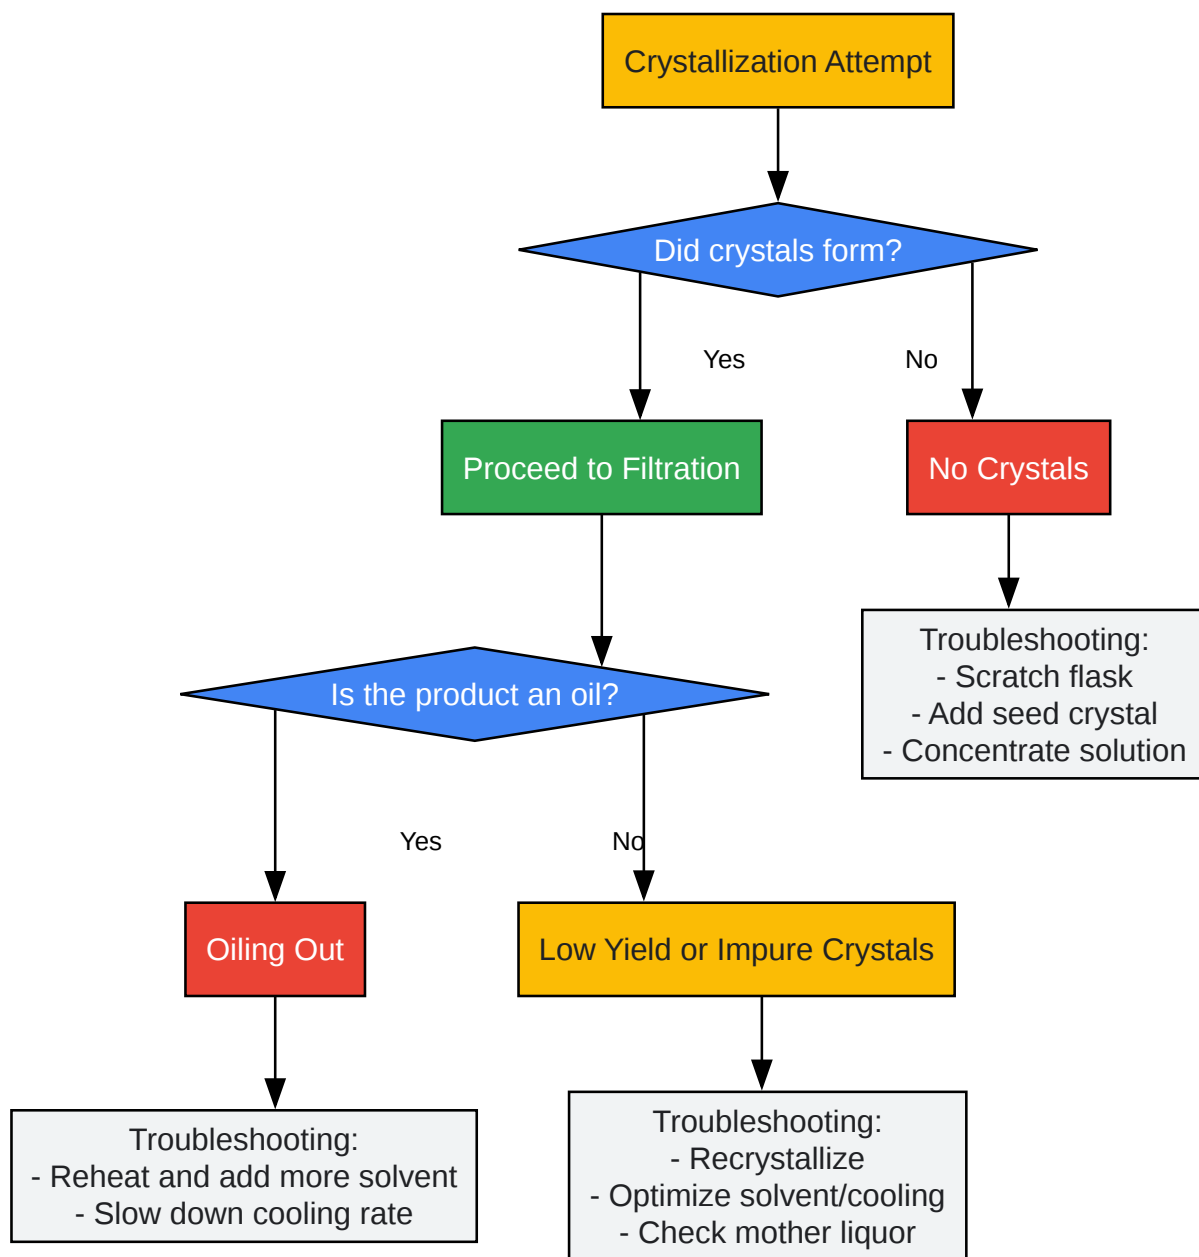 Crystallization Attempt
Did crystals form?
Yes
No
Proceed to Filtration
No Crystals
Troubleshooting:
- Scratch flask
- Add seed crystal
- Concentrate solution
Is the product an oil?
Yes
No
Oiling Out
Low Yield or Impure Crystals
Troubleshooting:
- Reheat and add more solvent
- Slow down cooling rate
Troubleshooting:
- Recrystallize
- Optimize solvent/cooling
- Check mother liquor